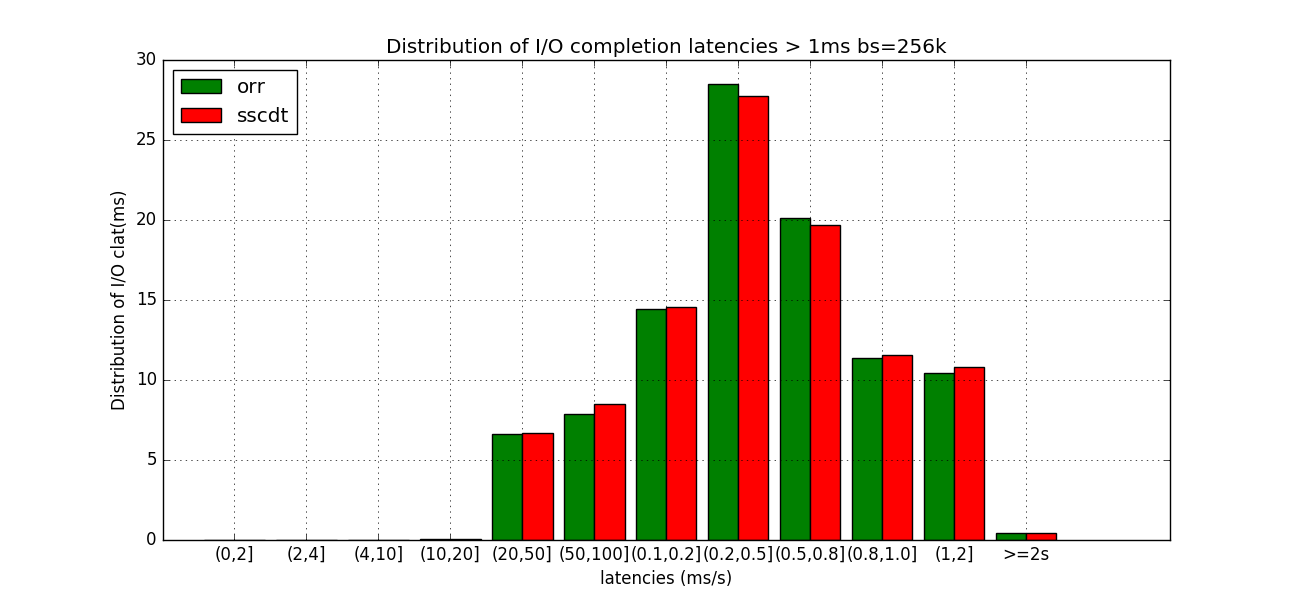 Distribution of I/O completion latencies > 1ms bs=256k
orr
sscdt
Distribution of I/O clat(ms)
30
25
20
15
10
5
0
(0,2] (2,4] (4,10] (10,20] (20,50] (50,100] (0.1,0.2] (0.2,0.5] (0.5,0.8] (0.8,1.0] (1,2] >=2s
latencies (ms/s)